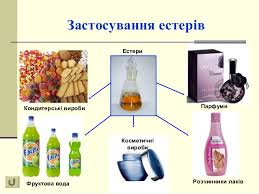 Застосування естерів
Естери
Кондитерські вироби
Парфуми
Косметичні
вироби
Фруктова вода
Розчинники лаків